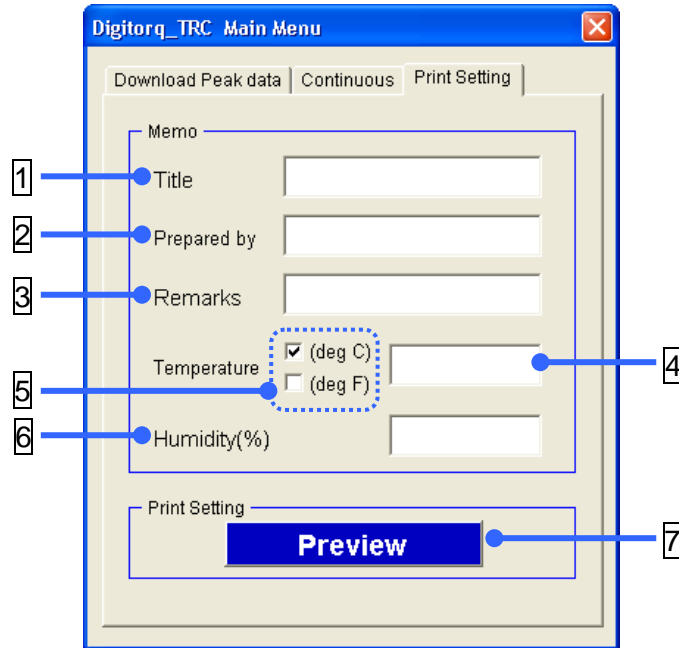 Digitorq_TRC Main Menu
Download Peak data Continuous Print Setting
Memo
1 Title
2 Prepared by
3 Remarks
(deg C)
Temperature 4
(deg F)
5
6 Humidity(%)
Print Setting
Preview 7